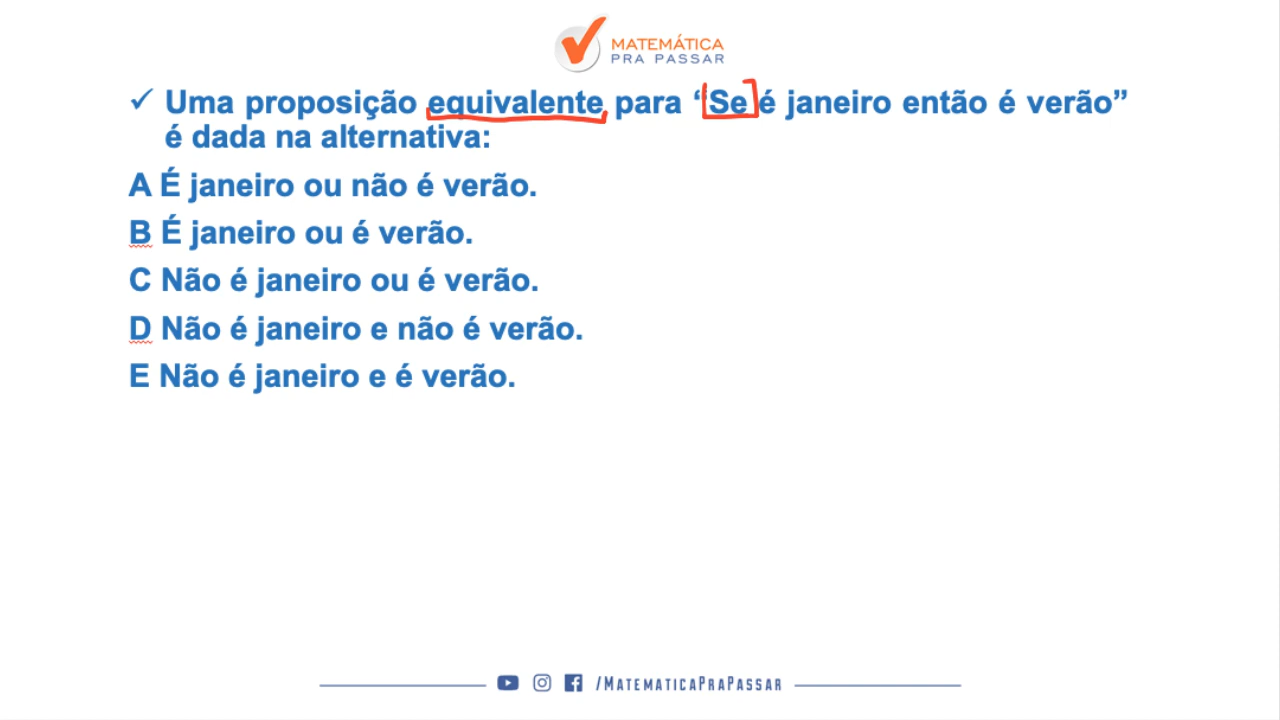 MATEMÁTICA
PRA PASSAR
✓ Uma proposição equivalente para “Se é janeiro então é verão”
é dada na alternativa:
A É janeiro ou não é verão.
B É janeiro ou é verão.
C Não é janeiro ou é verão.
D Não é janeiro e não é verão.
E Não é janeiro e é verão.
/MATEMATICAPRAPASSAR